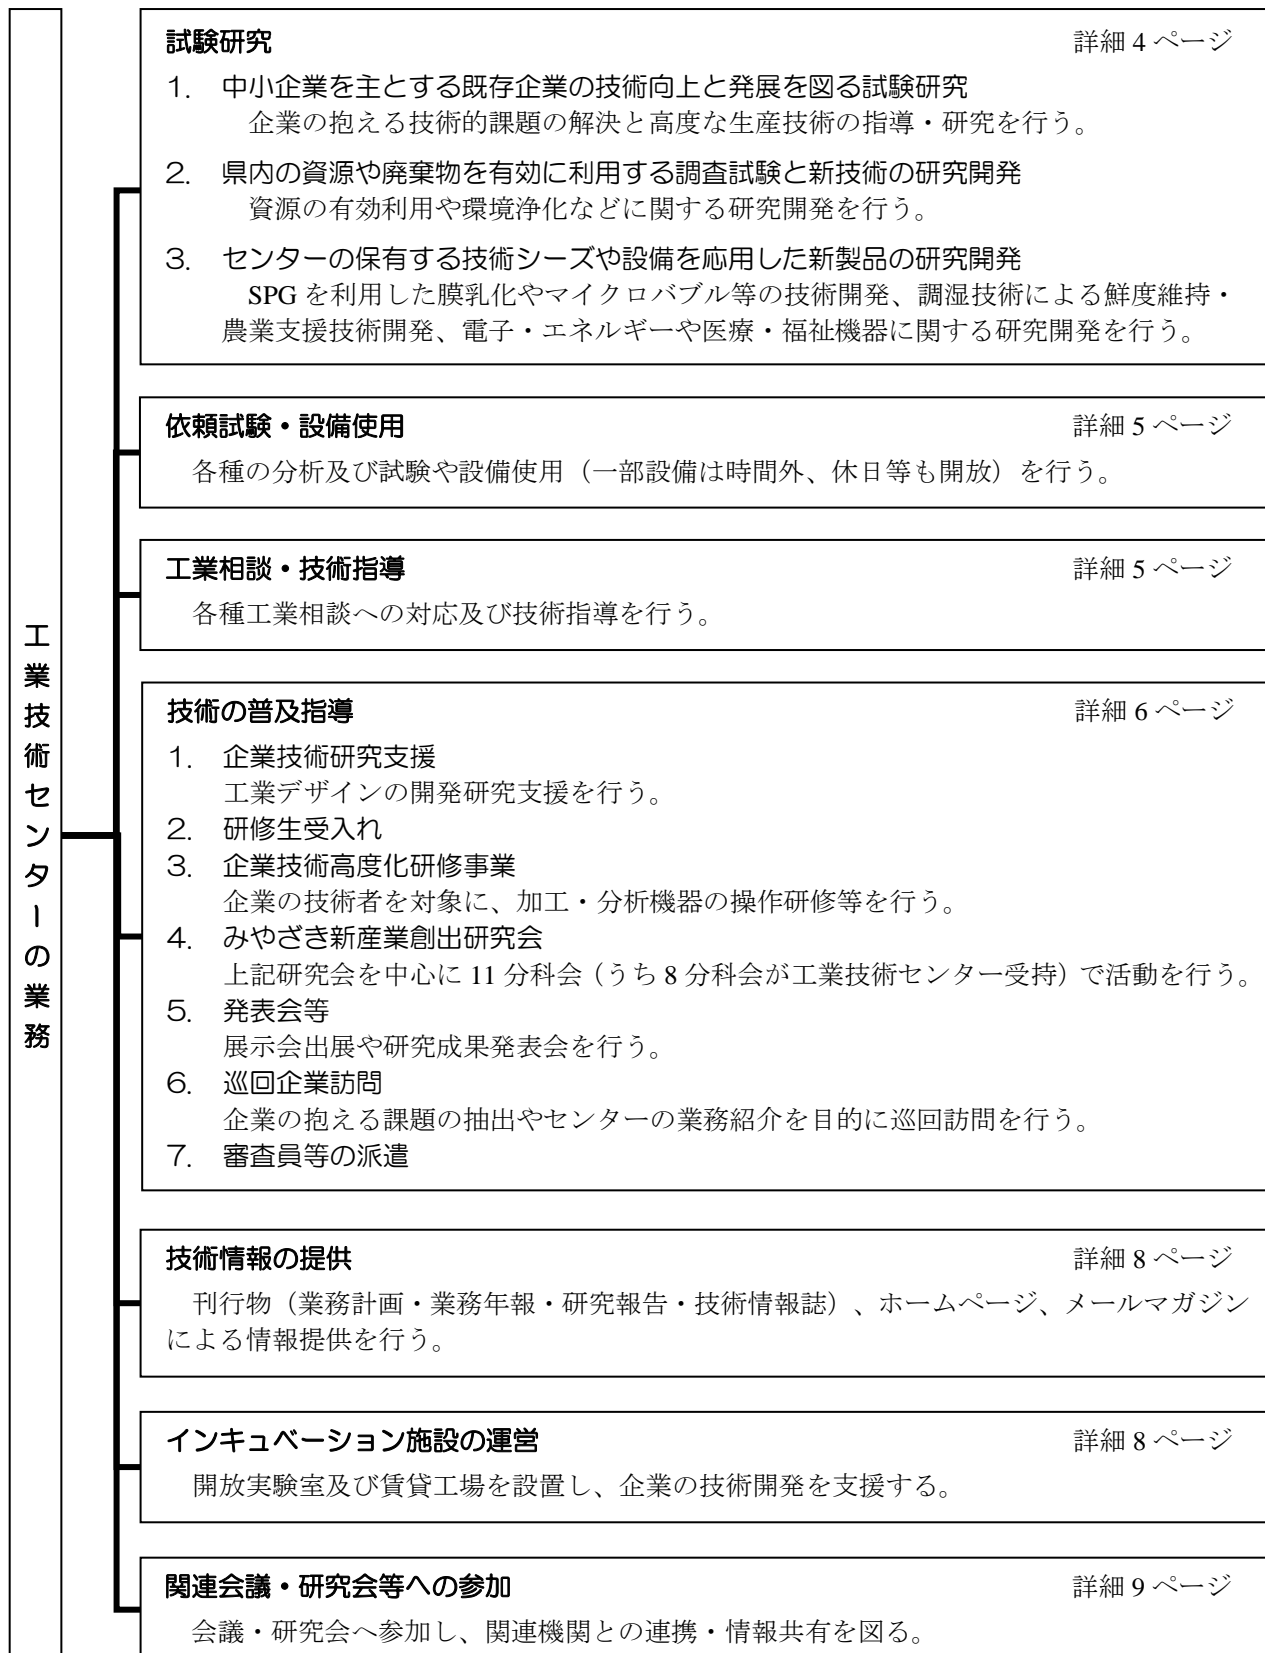 工業技術センターの業務
試験研究 詳細 4 ページ
1. 中小企業を主とする既存企業の技術向上と発展を図る試験研究
企業の抱える技術的課題の解決と高度な生産技術の指導・研究を行う。
2. 県内の資源や廃棄物を有効に利用する調査試験と新技術の研究開発
資源の有効利用や環境浄化などに関する研究開発を行う。
3. センターの保有する技術シーズや設備を応用した新製品の研究開発
SPG を利用した膜乳化やマイクロバブル等の技術開発、調湿技術による鮮度維持・
農業支援技術開発、電子・エネルギーや医療・福祉機器に関する研究開発を行う。
依頼試験・設備使用 詳細 5 ページ
各種の分析及び試験や設備使用（一部設備は時間外、休日等も開放）を行う。
工業相談・技術指導 詳細 5 ページ
各種工業相談への対応及び技術指導を行う。
技術の普及指導 詳細 6 ページ
1. 企業技術研究支援
工業デザインの開発研究支援を行う。
2. 研修生受入れ
3. 企業技術高度化研修事業
企業の技術者を対象に、加工・分析機器の操作研修等を行う。
4. みやざき新産業創出研究会
上記研究会を中心に 11 分科会（うち 8 分科会が工業技術センター受持）で活動を行う。
5. 発表会等
展示会出展や研究成果発表会を行う。
6. 巡回企業訪問
企業の抱える課題の抽出やセンターの業務紹介を目的に巡回訪問を行う。
7. 審査員等の派遣
技術情報の提供 詳細 8 ページ
刊行物（業務計画・業務年報・研究報告・技術情報誌）、ホームページ、メールマガジン
による情報提供を行う。
インキュベーション施設の運営 詳細 8 ページ
開放実験室及び賃貸工場を設置し、企業の技術開発を支援する。
関連会議・研究会等への参加 詳細 9 ページ
会議・研究会へ参加し、関連機関との連携・情報共有を図る。